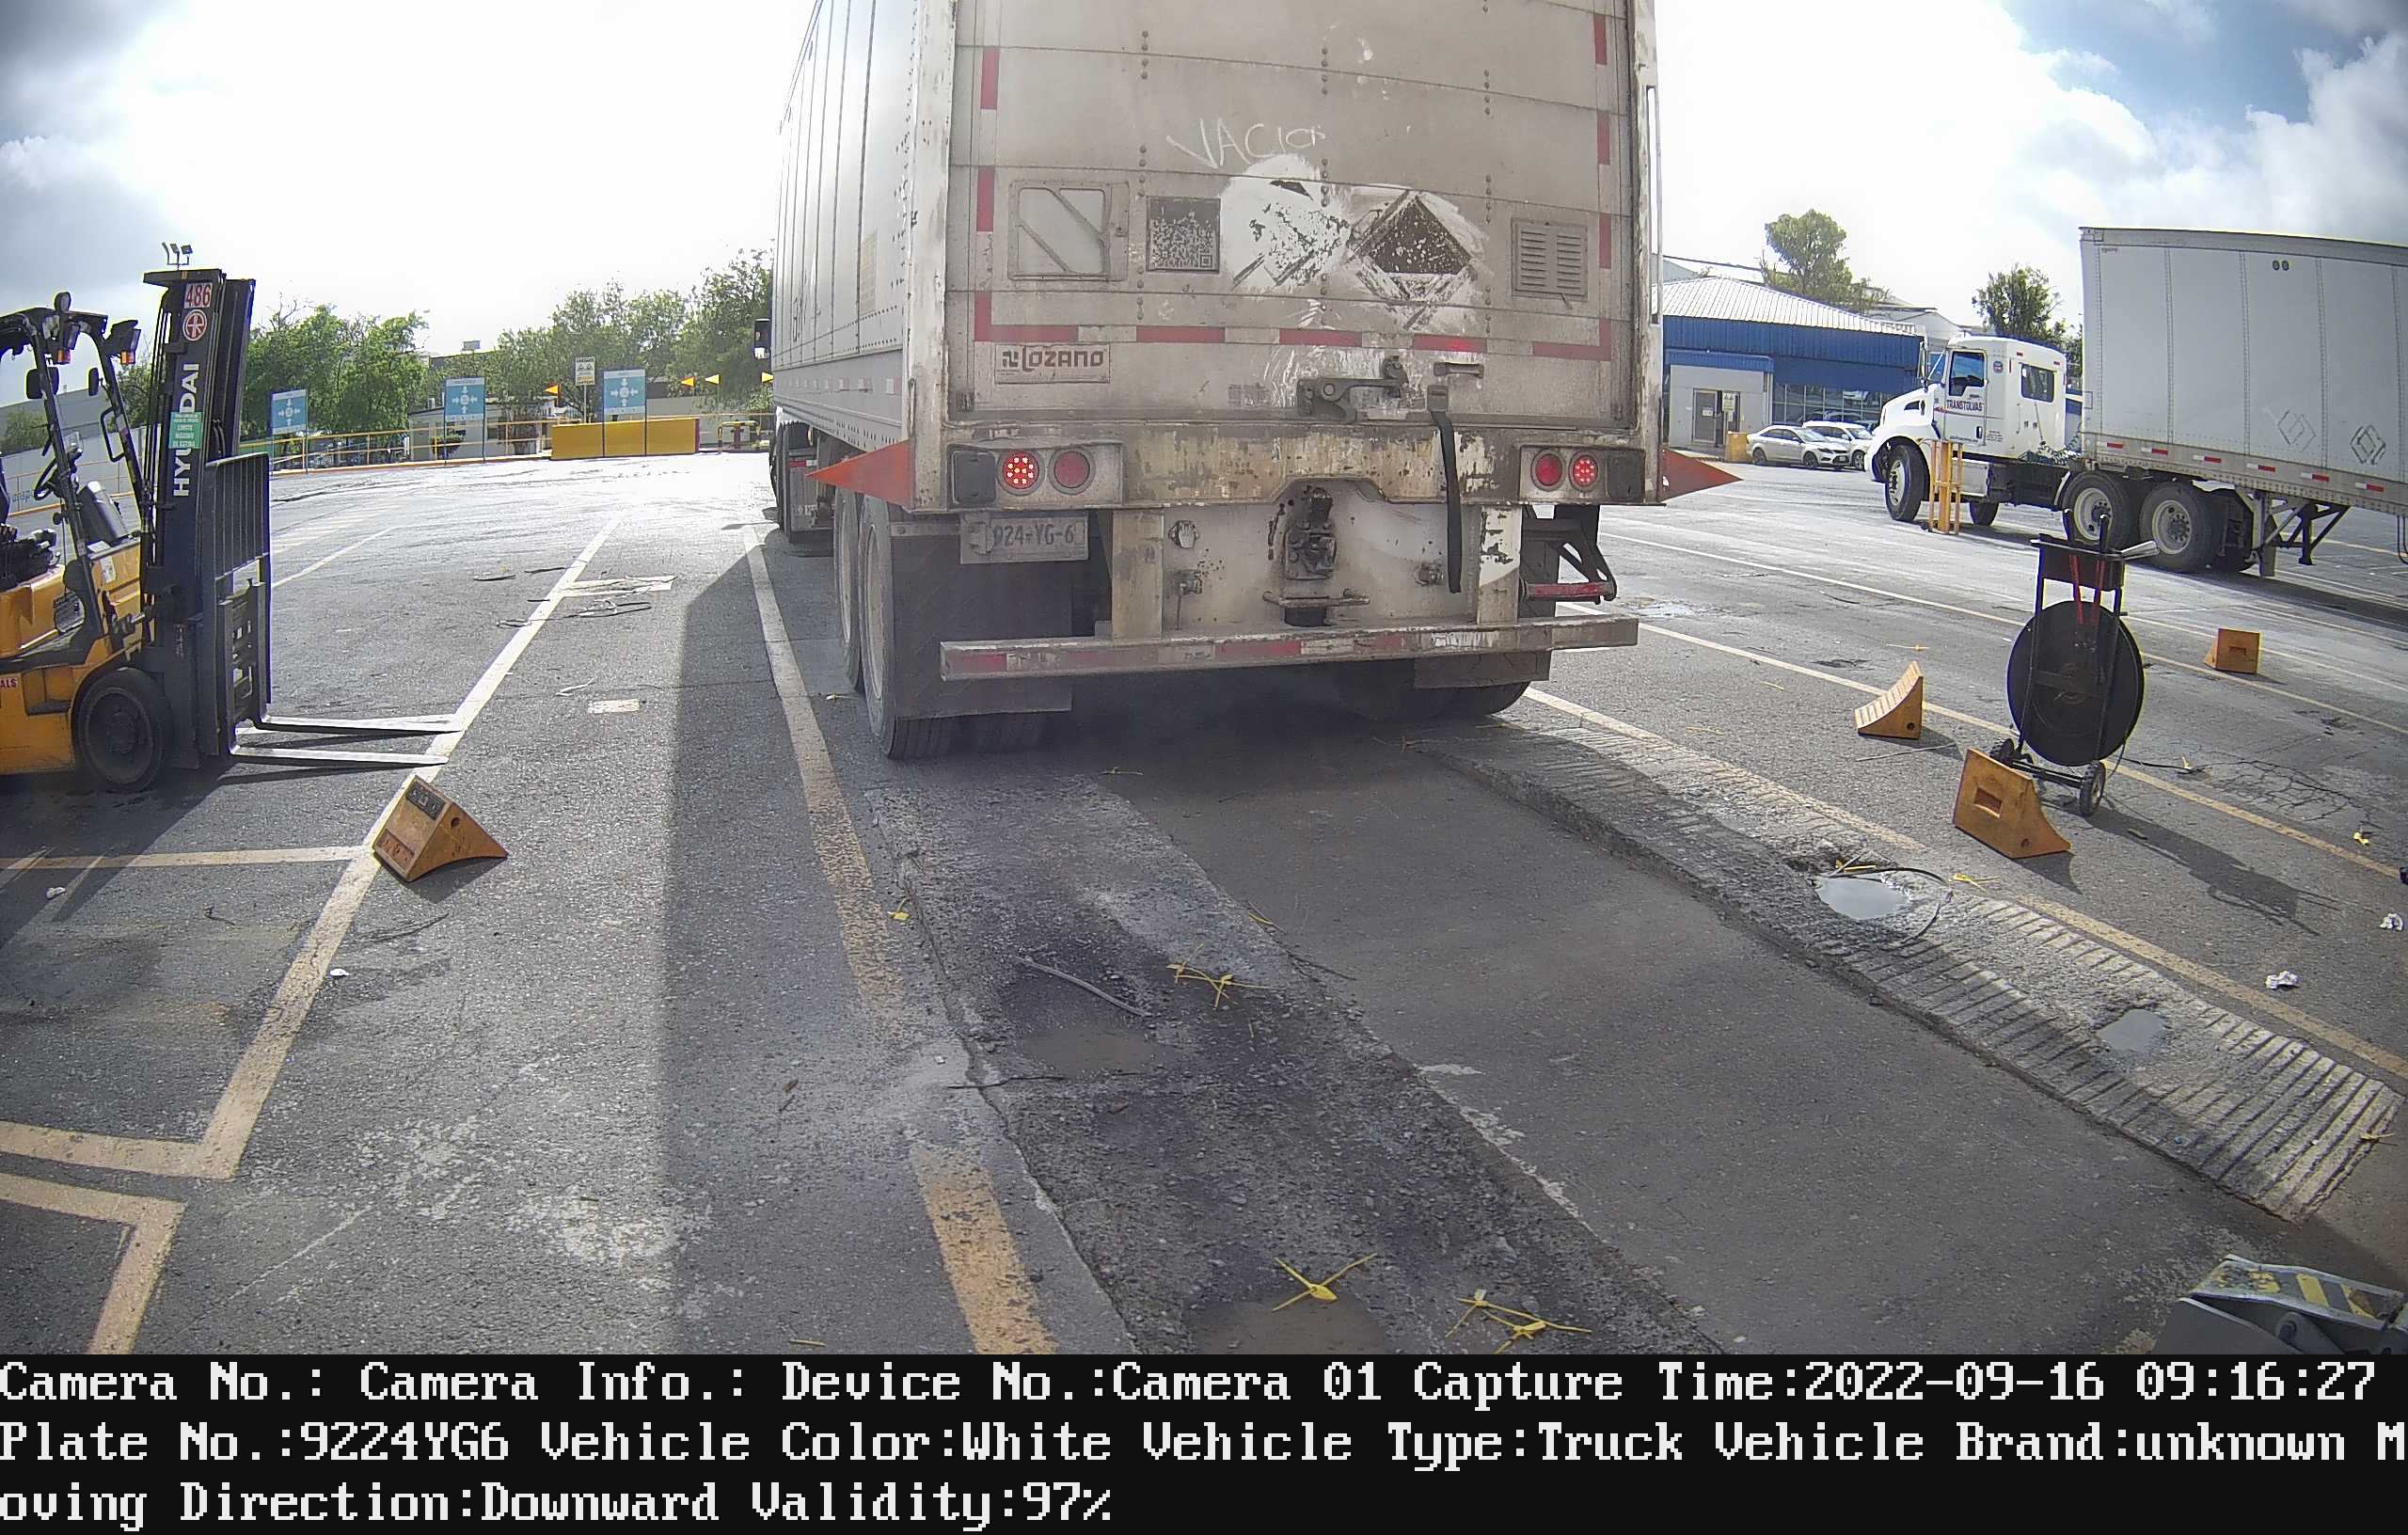 VACIO
486
HYUNDAI
LOZANO
TRANSTOLVAS
924-YG-6
Camera No.: Camera Info.: Device No.:Camera 01 Capture Time:2022-09-16 09:16:27
Plate No.:9224YG6 Vehicle Color:White Vehicle Type:Truck Vehicle Brand:unknown M
oving Direction:Downward Validity:97%